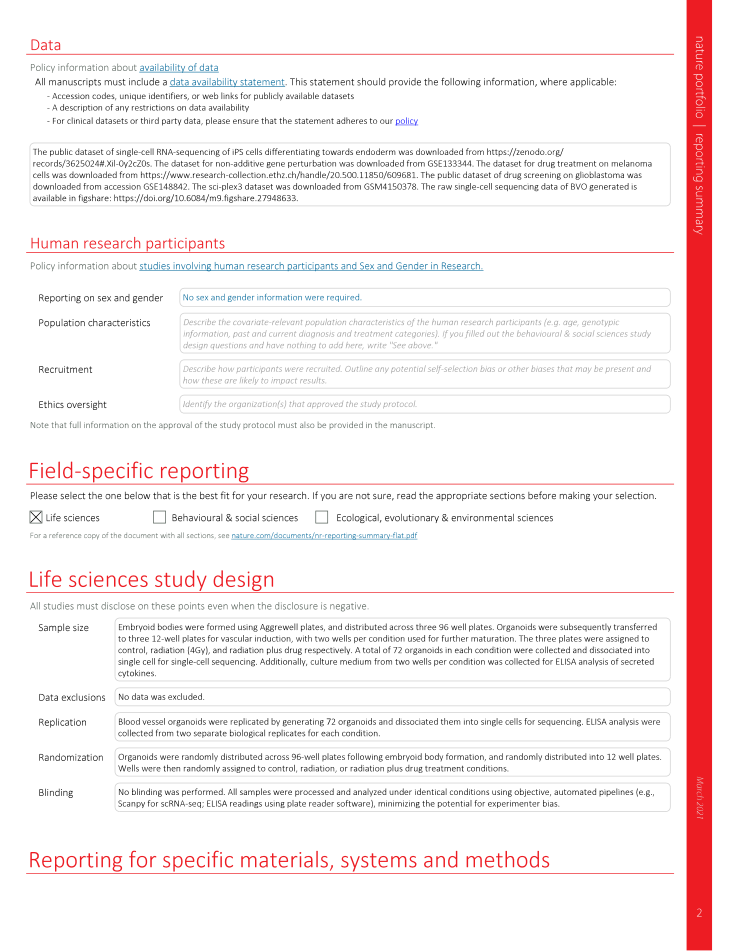 Data
Policy information about availability of data
All manuscripts must include a data availability statement. This statement should provide the following information, where applicable:
- Accession codes, unique identifiers, or web links for publicly available datasets
- A description of any restrictions on data availability
- For clinical datasets or third party data, please ensure that the statement adheres to our policy
The public dataset of single-cell RNA-sequencing of iPS cells differentiating towards endoderm was downloaded from https://zenodo.org/
records/3625024#.Xil-0y2cZ0s. The dataset for non-additive gene perturbation was downloaded from GSE133344. The dataset for drug treatment on melanoma
cells was downloaded from https://www.research-collection.ethz.ch/handle/20.500.11850/609681. The public dataset of drug screening on glioblastoma was
downloaded from accession GSE148842. The sci-plex3 dataset was downloaded from GSM4150378. The raw single-cell sequencing data of BVO generated is
available in figshare: https://doi.org/10.6084/m9.figshare.27948633.
Human research participants
Policy information about studies involving human research participants and Sex and Gender in Research.
Reporting on sex and gender
No sex and gender information were required.
Population characteristics
Describe the covariate-relevant population characteristics of the human research participants (e.g. age, genotypic
information, past and current diagnosis and treatment categories). If you filled out the behavioural & social sciences study
design questions and have nothing to add here, write "See above."
Recruitment
Describe how participants were recruited. Outline any potential self-selection bias or other biases that may be present and
how these are likely to impact results.
Ethics oversight
Identify the organization(s) that approved the study protocol.
Note that full information on the approval of the study protocol must also be provided in the manuscript.
Field-specific reporting
Please select the one below that is the best fit for your research. If you are not sure, read the appropriate sections before making your selection.
Life sciences
Behavioural & social sciences
Ecological, evolutionary & environmental sciences
For a reference copy of the document with all sections, see nature.com/documents/nr-reporting-summary-flat.pdf
Life sciences study design
All studies must disclose on these points even when the disclosure is negative.
Sample size
Embryoid bodies were formed using Aggrewell plates, and distributed across three 96 well plates. Organoids were subsequently transferred
to three 12-well plates for vascular induction, with two wells per condition used for further maturation. The three plates were assigned to
control, radiation (4Gy), and radiation plus drug respectively. A total of 72 organoids in each condition were collected and dissociated into
single cell for single-cell sequencing. Additionally, culture medium from two wells per condition was collected for ELISA analysis of secreted
cytokines.
Data exclusions
No data was excluded.
Replication
Blood vessel organoids were replicated by generating 72 organoids and dissociated them into single cells for sequencing. ELISA analysis were
collected from two separate biological replicates for each condition.
Randomization
Organoids were randomly distributed across 96-well plates following embryoid body formation, and randomly distributed into 12 well plates.
Wells were then randomly assigned to control, radiation, or radiation plus drug treatment conditions.
Blinding
No blinding was performed. All samples were processed and analyzed under identical conditions using objective, automated pipelines (e.g.,
Scanpy for scRNA-seq; ELISA readings using plate reader software), minimizing the potential for experimenter bias.
Reporting for specific materials, systems and methods
nature portfolio | reporting summary
March 2021
2